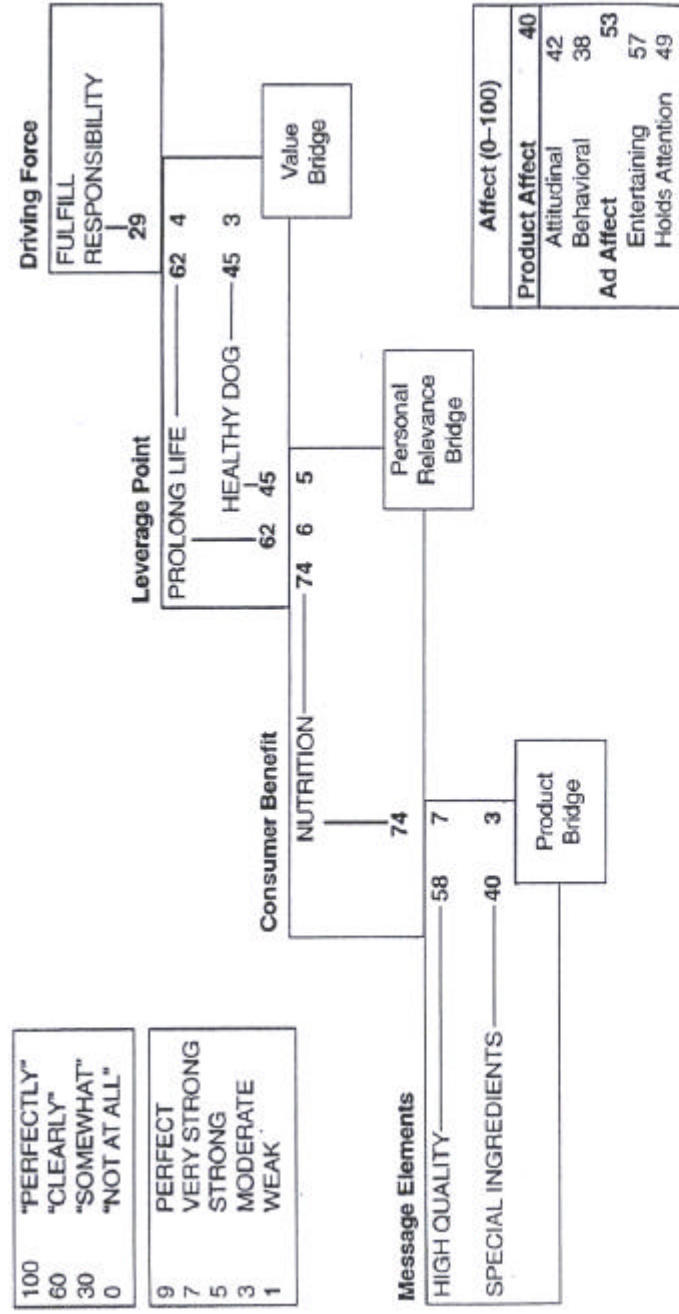 100 "PERFECTLY"
60 "CLEARLY"
30 "SOMEWHAT"
0 "NOT AT ALL"
9 PERFECT
7 VERY STRONG
5 STRONG
3 MODERATE
1 WEAK
Driving Force
FULFILL
RESPONSIBILITY
29
Leverage Point
PROLONG LIFE 62 4
HEALTHY DOG 45 3
62 45
Value
Bridge
Consumer Benefit
NUTRITION 74 6 5
74
Personal
Relevance
Bridge
Message Elements
HIGH QUALITY 58 7
SPECIAL INGREDIENTS 40 3
Product
Bridge
Affect (0–100)
Product Affect 40
Attitudinal 42
Behavioral 38
Ad Affect 53
Entertaining 57
Holds Attention 49